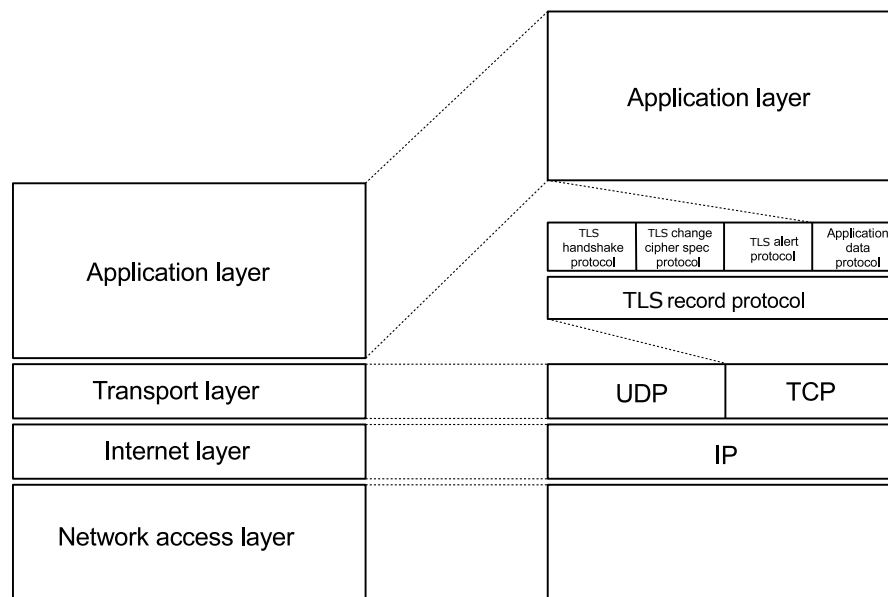 Application layer
Application layer
TLS
handshake
protocol
TLS change
cipher spec
protocol
TLS alert
protocol
Application
data
protocol
TLS record protocol
Transport layer
UDP
TCP
Internet layer
IP
Network access layer